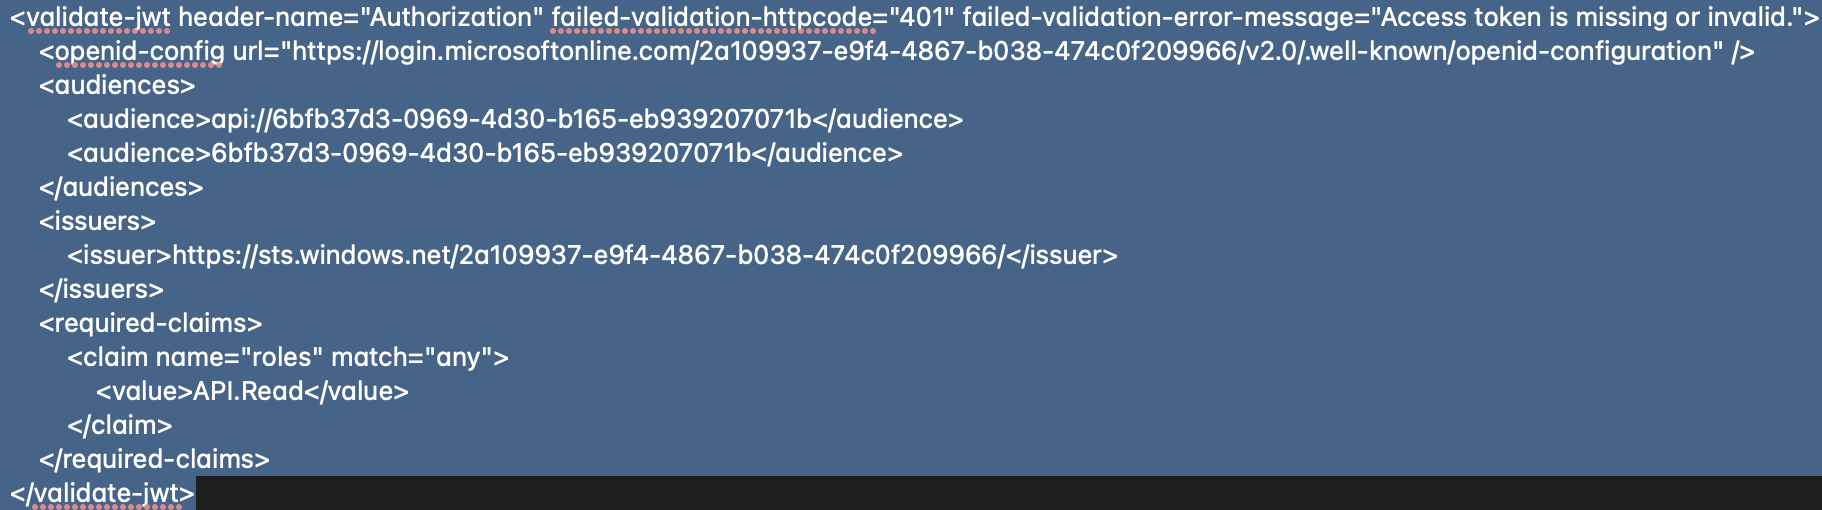 <validate-jwt header-name="Authorization" failed-validation-httpcode="401" failed-validation-error-message="Access token is missing or invalid.">
<openid-config url="https://login.microsoftonline.com/2a109937-e9f4-4867-b038-474c0f209966/v2.0/.well-known/openid-configuration" />
<audiences>
<audience>api://6bfb37d3-0969-4d30-b165-eb939207071b</audience>
<audience>6bfb37d3-0969-4d30-b165-eb939207071b</audience>
</audiences>
<issuers>
<issuer>https://sts.windows.net/2a109937-e9f4-4867-b038-474c0f209966/</issuer>
</issuers>
<required-claims>
<claim name="roles" match="any">
<value>API.Read</value>
</claim>
</required-claims>
</validate-jwt>